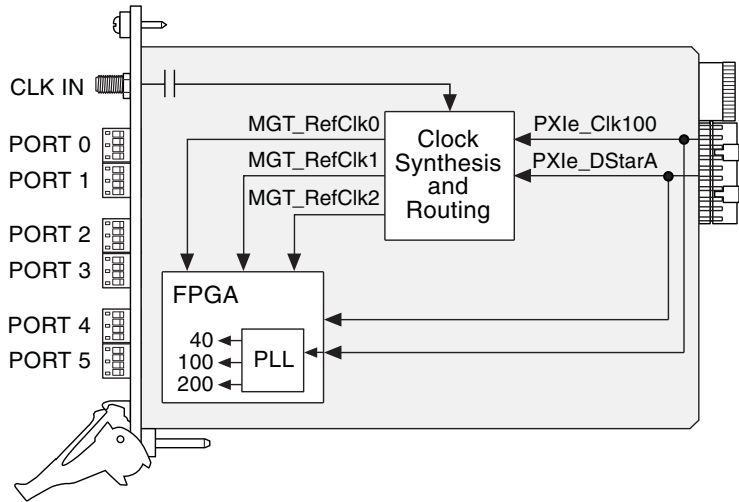 CLK IN
PORT 0
PORT 1
PORT 2
PORT 3
PORT 4
PORT 5
MGT_RefClk0
MGT_RefClk1
MGT_RefClk2
Clock
Synthesis
and
Routing
PXIe_Clk100
PXIe_DStarA
FPGA
40
100
200
PLL